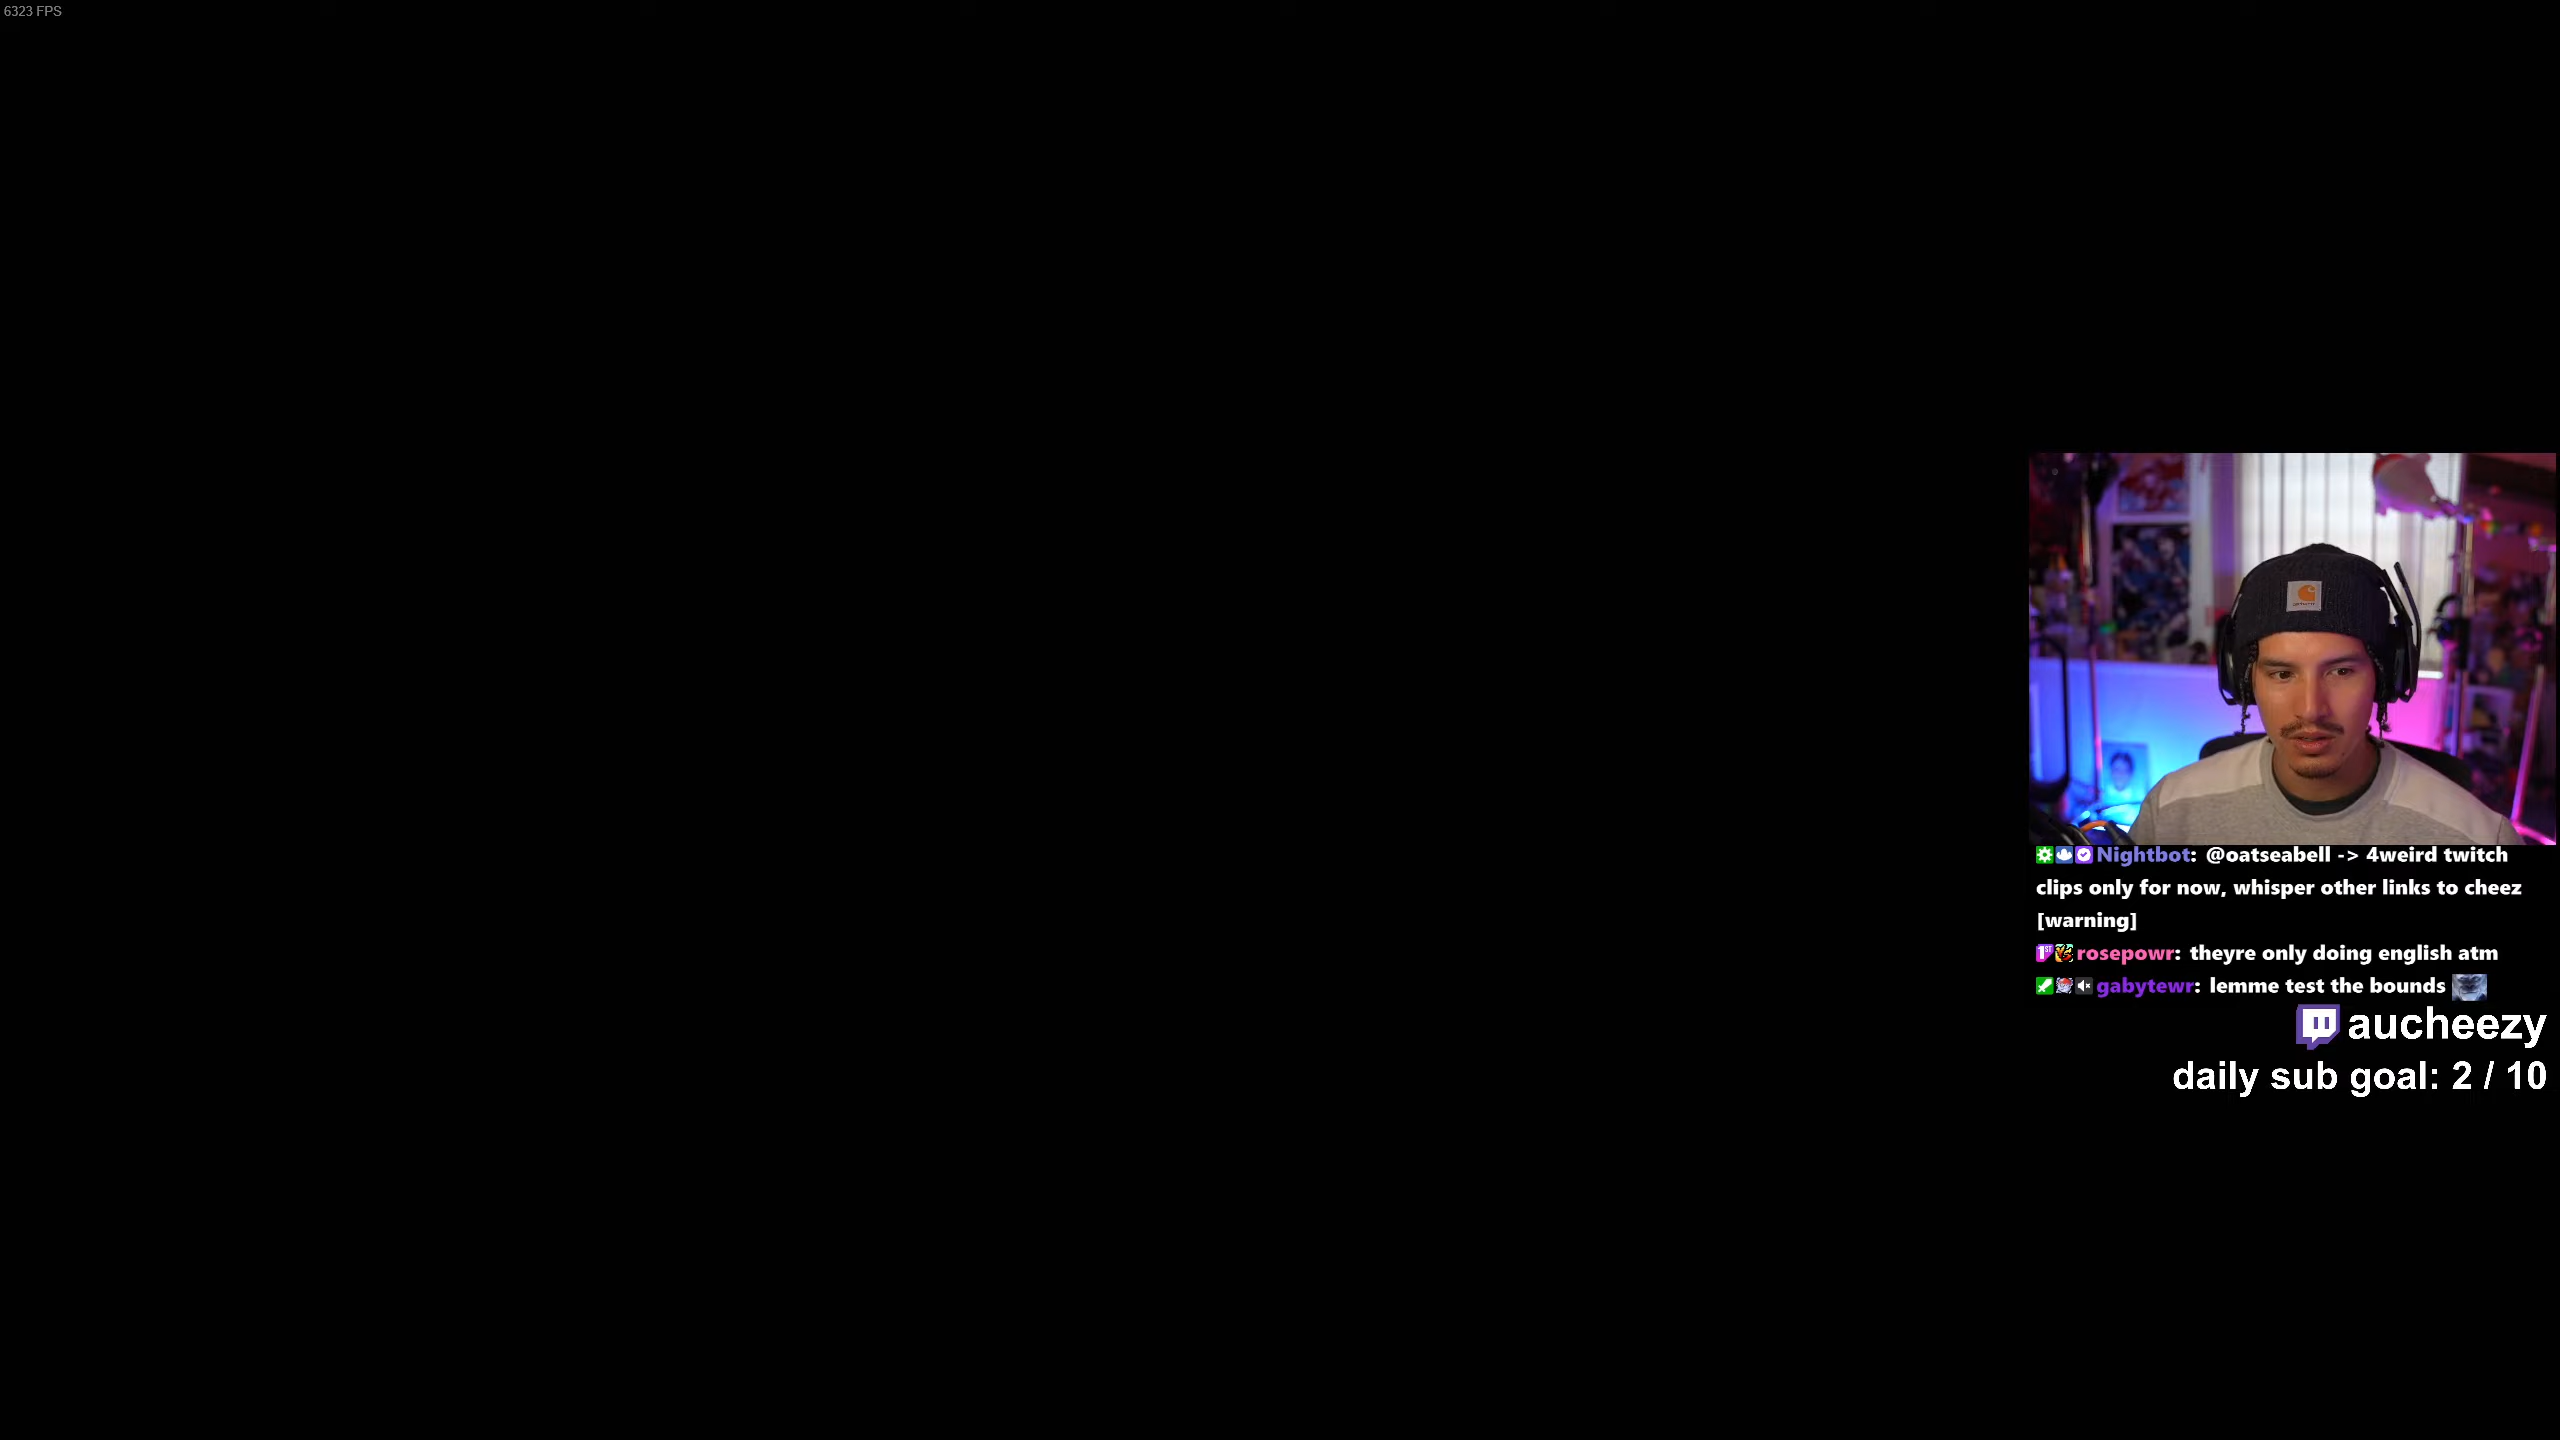 6323 FPS
Nightbot: @oatseabell -> 4weird twitch
clips only for now, whisper other links to cheez
[warning]
rosepowr: theyre only doing english atm
gabytewr: lemme test the bounds
aucheezy
daily sub goal: 2 / 10